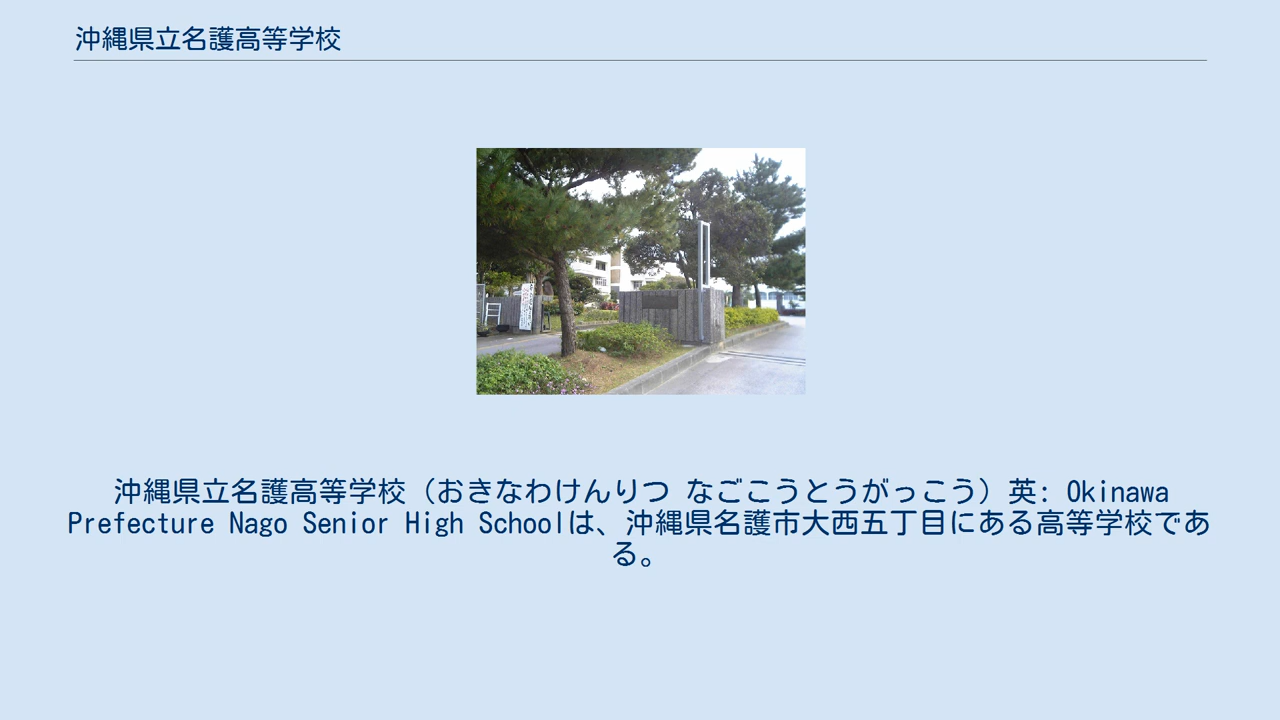 沖縄県立名護高等学校
沖縄県立名護高等学校（おきなわけんりつ なごこうとうがっこう）英: Okinawa
Prefecture Nago Senior High Schoolは、沖縄県名護市大西五丁目にある高等学校であ
る。